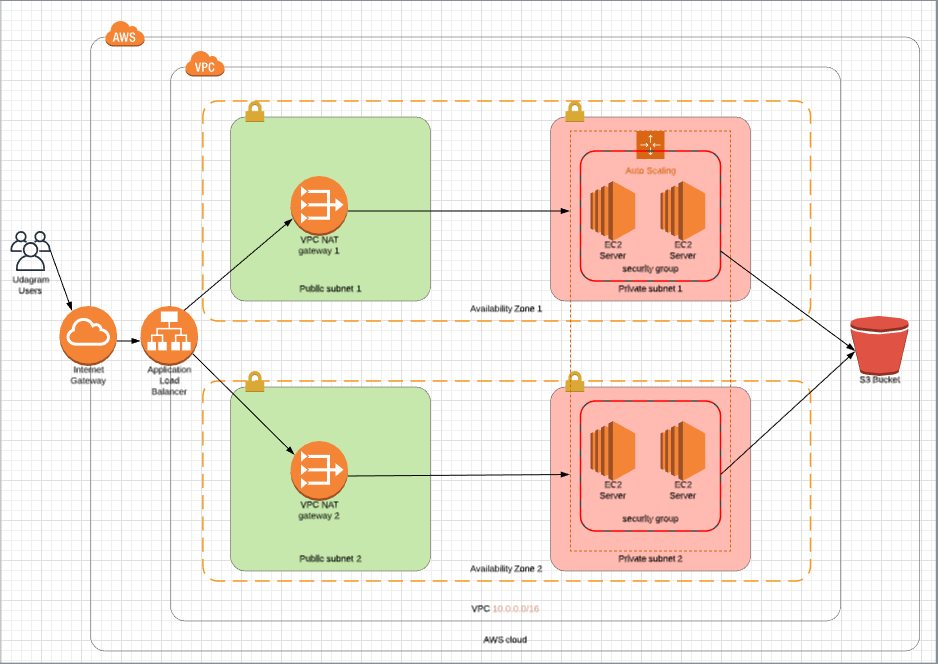 AWS
VPC
Auto Scaling
EC2
Server
EC2
Server
security group
VPC NAT
gateway 1
Public subnet 1
Private subnet 1
Availability Zone 1
Udagram
Users
Internet
Gateway
Application
Load
Balancer
S3 Bucket
EC2
Server
EC2
Server
security group
VPC NAT
gateway 2
Public subnet 2
Private subnet 2
Availability Zone 2
VPC 10.0.0.0/16
AWS cloud